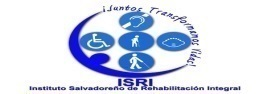 ¡Juntos Transformamos Vidas!
ISRI
Instituto Salvadoreño de Rehabilitación Integral